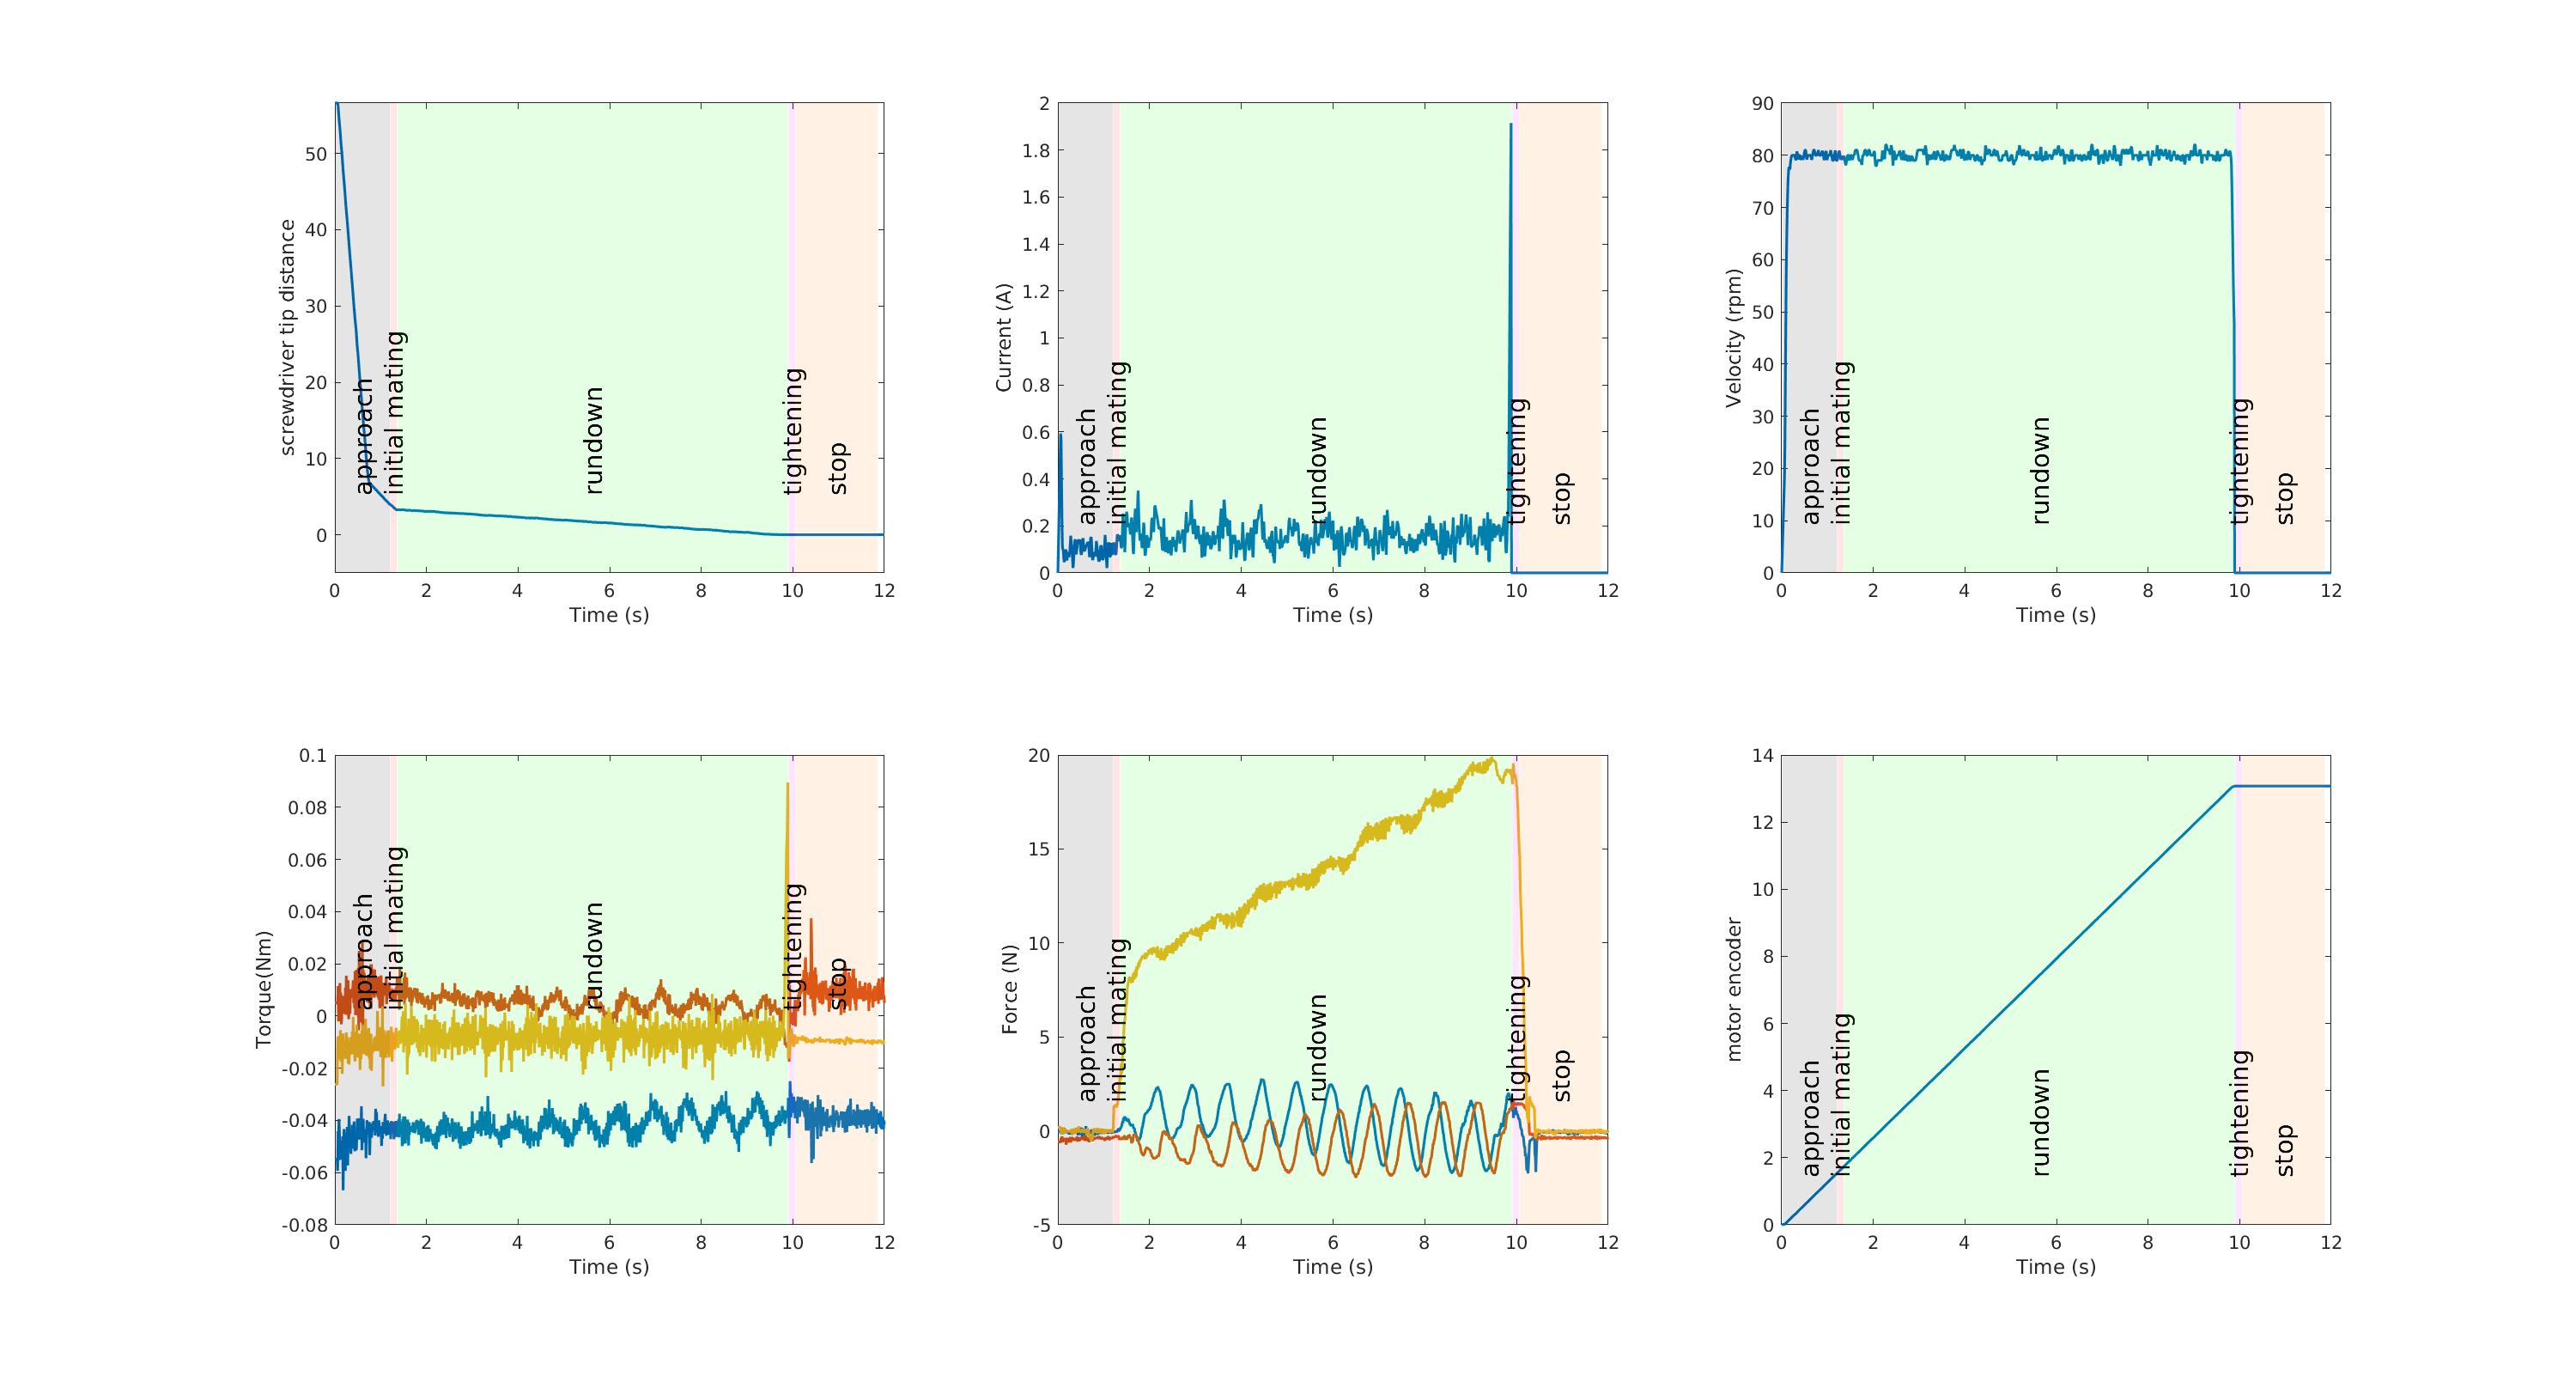 screwdriver tip distance
50
40
30
20
10
0
approach
initial mating
rundown
tightening
stop
0 2 4 6 8 10 12
Time (s)
Current (A)
2
1.8
1.6
1.4
1.2
1
0.8
0.6
0.4
0.2
0
approach
initial mating
rundown
tightening
stop
0 2 4 6 8 10 12
Time (s)
Velocity (rpm)
90
80
70
60
50
40
30
20
10
0
approach
initial mating
rundown
tightening
stop
0 2 4 6 8 10 12
Time (s)
Torque(Nm)
0.1
0.08
0.06
0.04
0.02
0
-0.02
-0.04
-0.06
-0.08
approach
initial mating
rundown
tightening
stop
0 2 4 6 8 10 12
Time (s)
Force (N)
20
15
10
5
0
-5
approach
initial mating
rundown
tightening
stop
0 2 4 6 8 10 12
Time (s)
motor encoder
14
12
10
8
6
4
2
0
approach
initial mating
rundown
tightening
stop
0 2 4 6 8 10 12
Time (s)